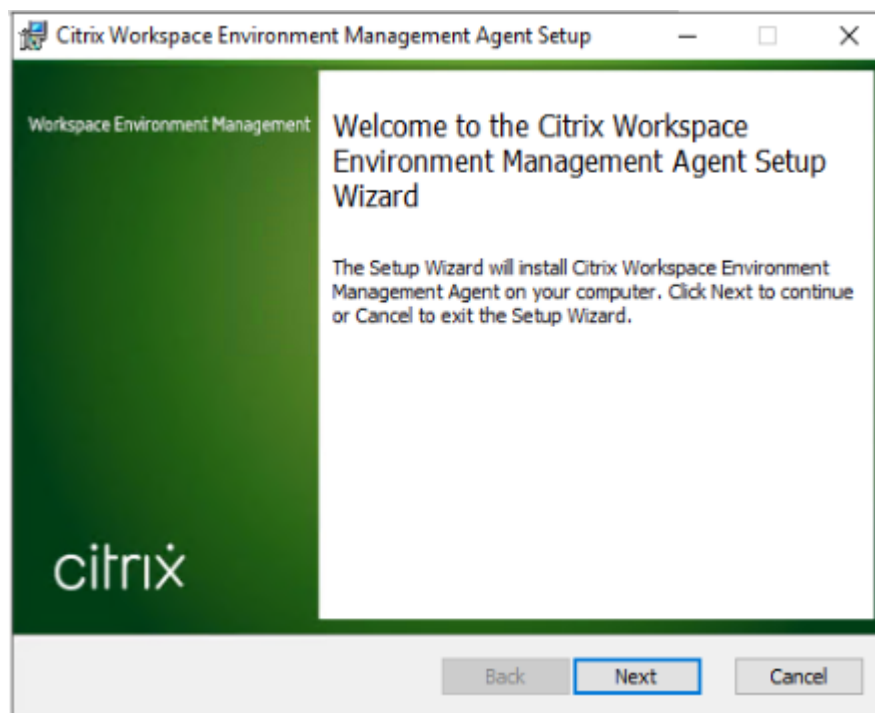 Citrix Workspace Environment Management Agent Setup
Workspace Environment Management
Welcome to the Citrix Workspace
Environment Management Agent Setup
Wizard
The Setup Wizard will install Citrix Workspace Environment
Management Agent on your computer. Click Next to continue
or Cancel to exit the Setup Wizard.
citrix
Back
Next
Cancel